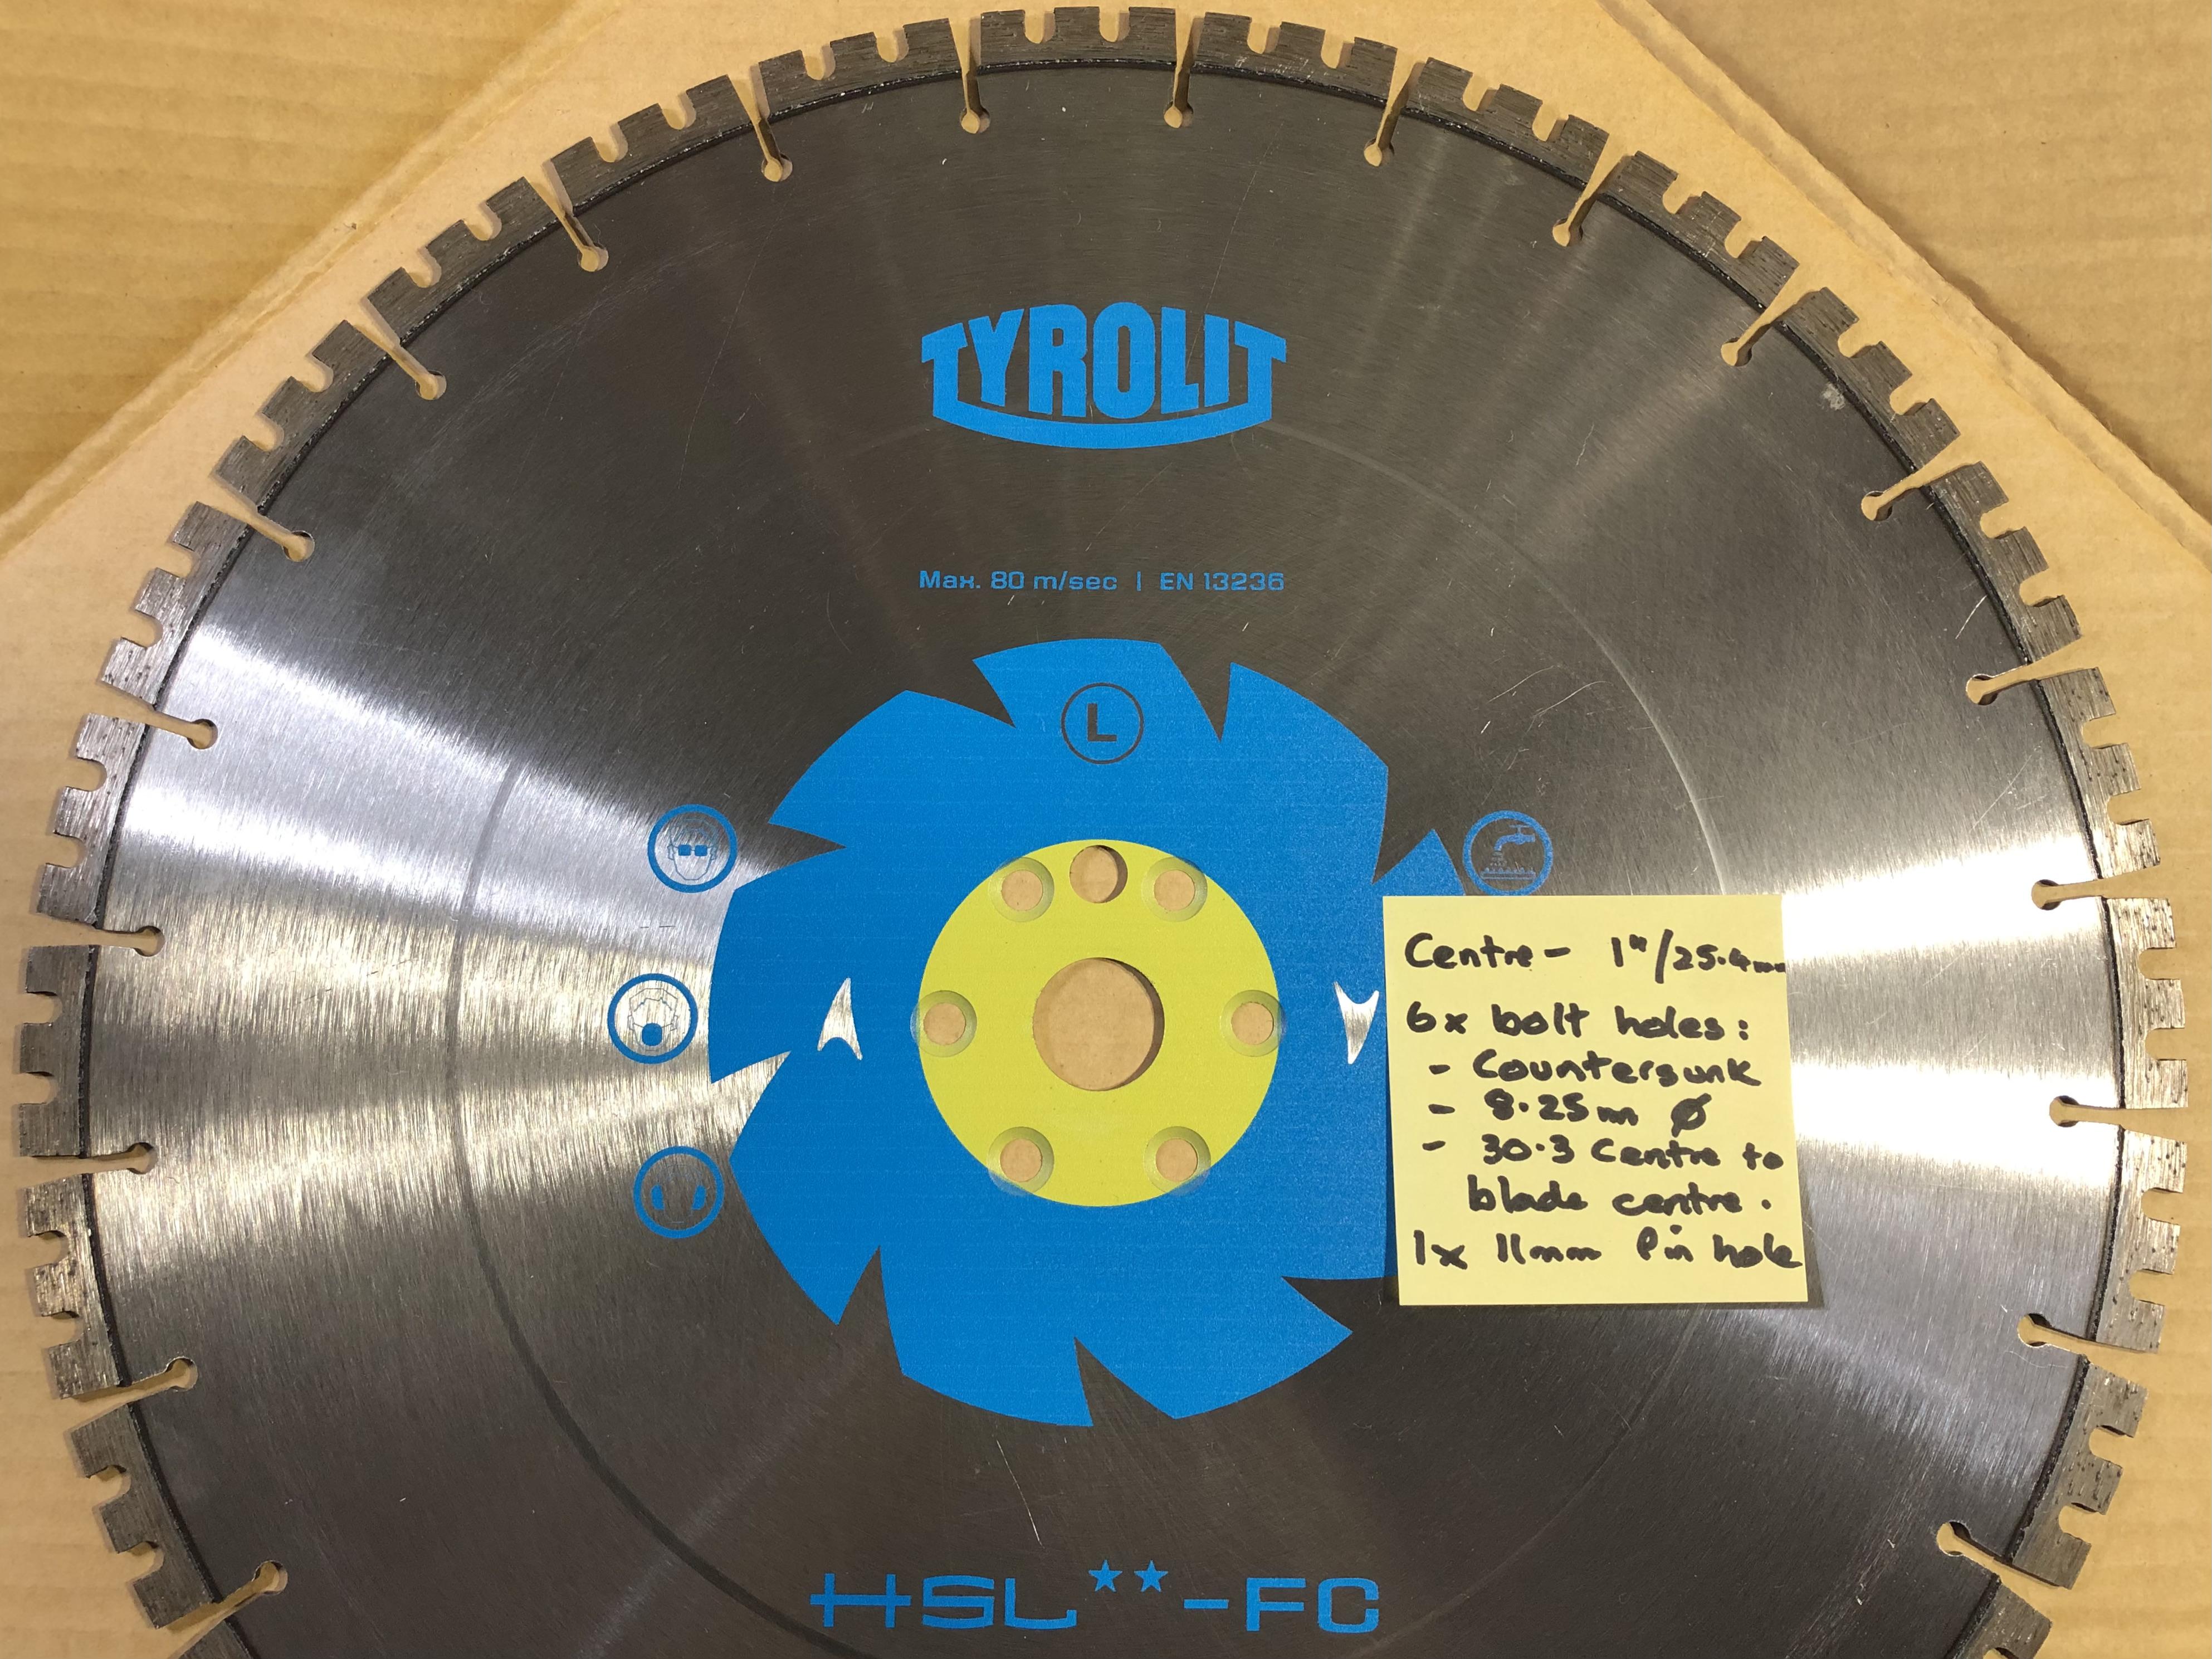 TYROLIT
Max. 80 m/sec | EN 13236
L
Centre - 1"/25.4mm
6x bolt holes:
- Countersunk
- 8.25mm Ø
- 30.3 Centre to
blade centre.
1x 11mm Pin hole
HSL**-FC